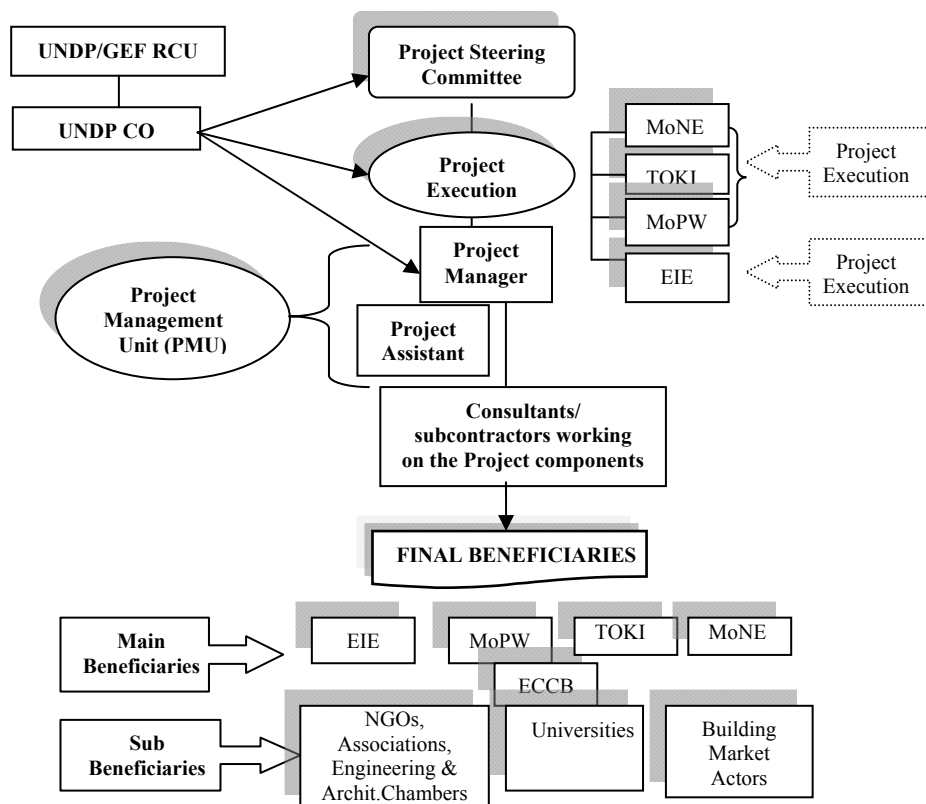 UNDP/GEF RCU
Project Steering
Committee
UNDP CO
MoNE
Project
Execution
TOKI
Project
Execution
MoPW
Project
Manager
EIE
Project
Execution
Project
Management
Unit (PMU)
Project
Assistant
Consultants/
subcontractors working
on the Project components
FINAL BENEFICIARIES
Main
Beneficiaries
EIE
MoPW
TOKI
MoNE
ECCB
Sub
Beneficiaries
NGOs,
Associations,
Engineering &
Archit.Chambers
Universities
Building
Market
Actors